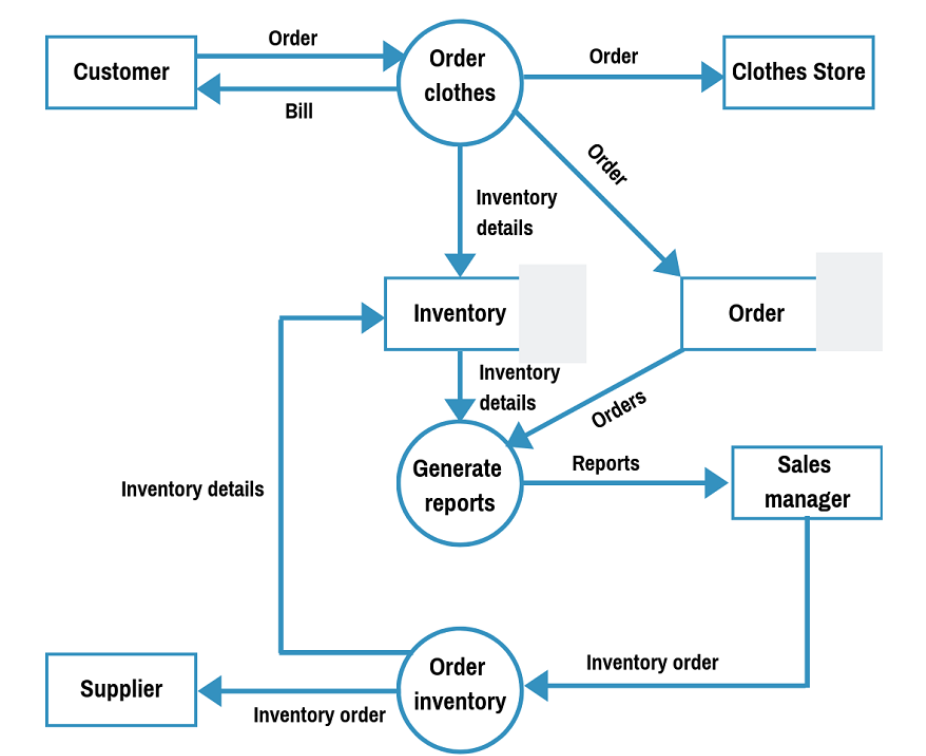 Order
Order
Customer
Order
clothes
Clothes Store
Bill
Order
Inventory
details
Inventory
Order
Inventory
details
Orders
Generate
reports
Reports
Sales
manager
Inventory details
Order
inventory
Inventory order
Supplier
Inventory order